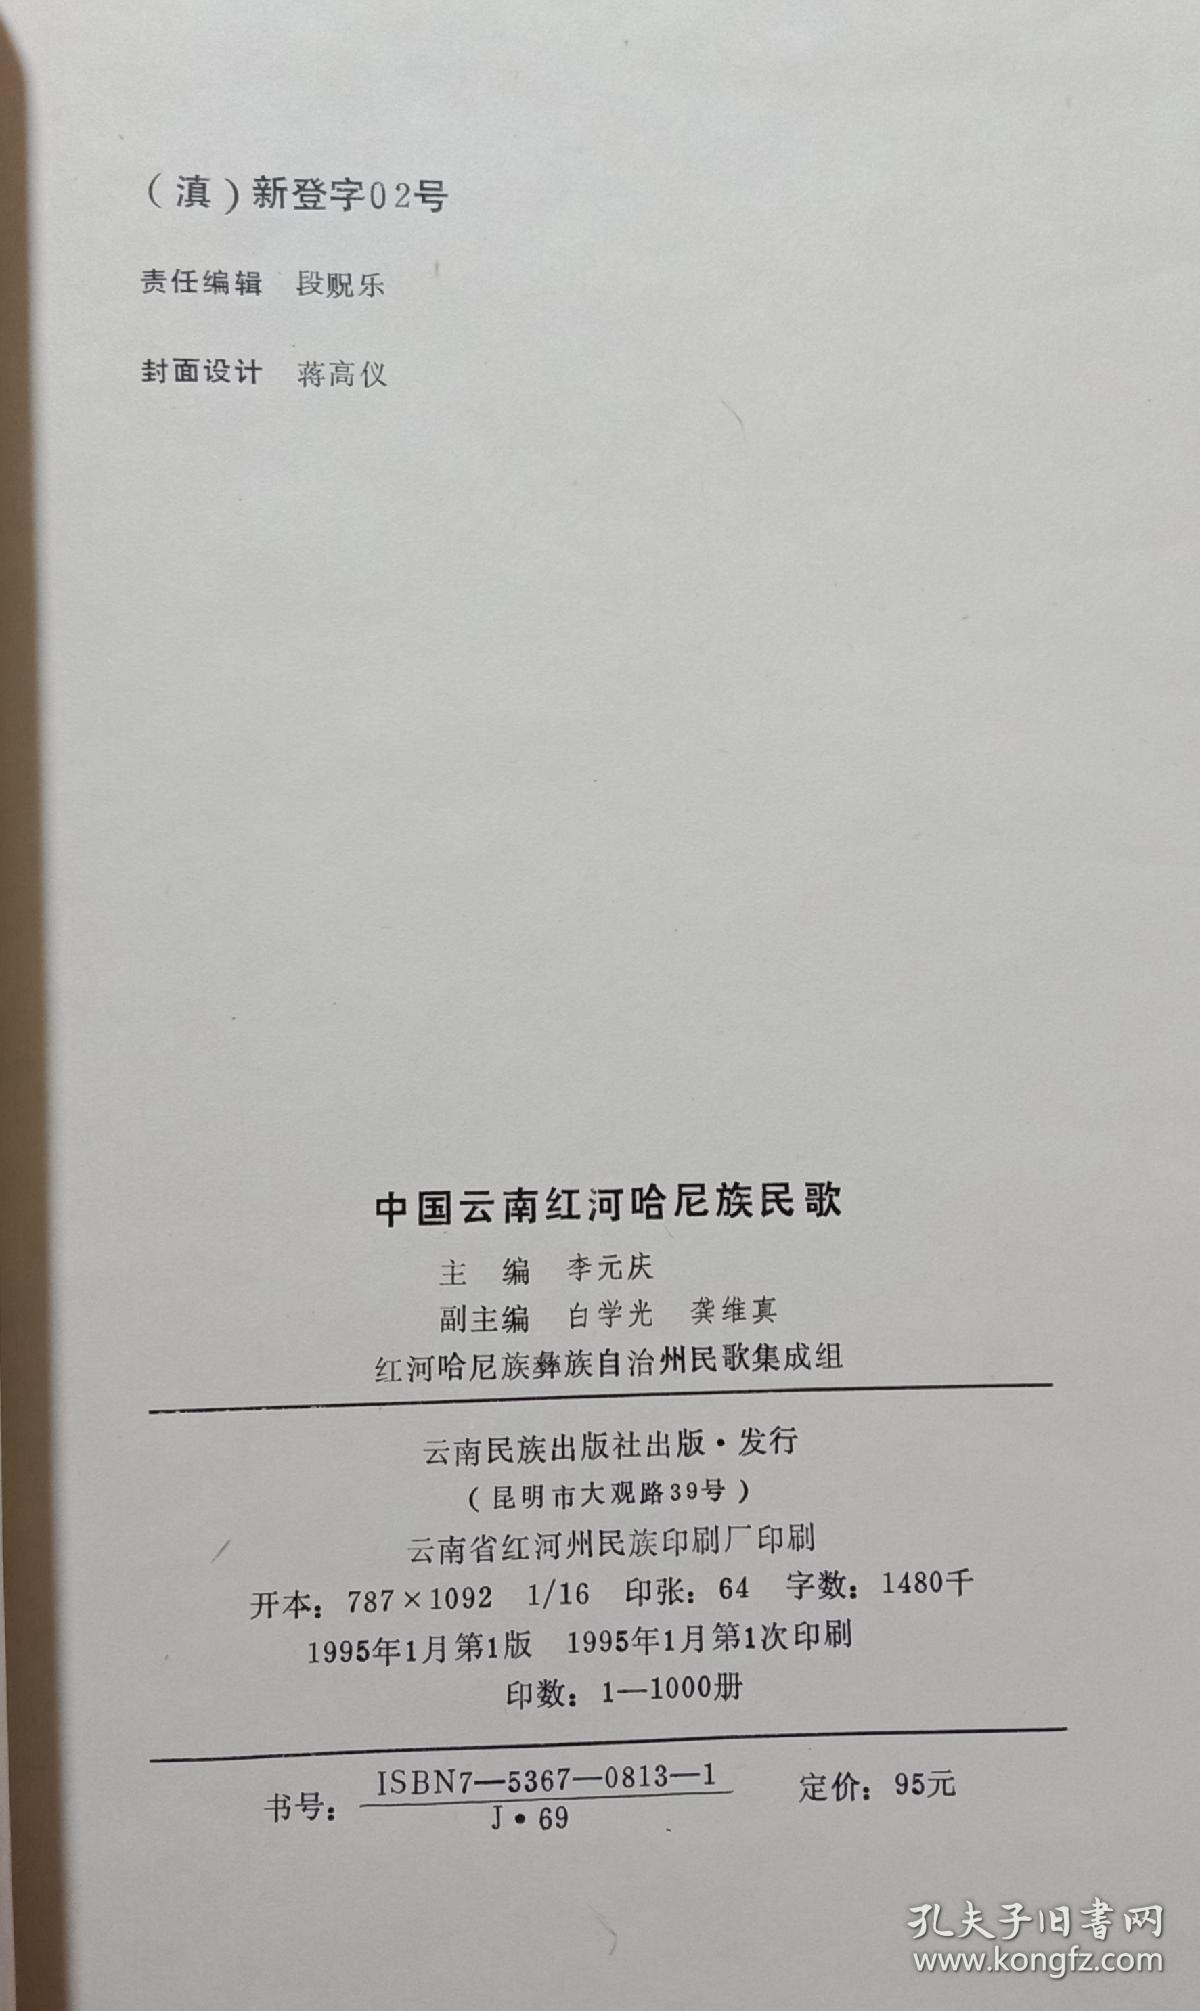 （滇）新登字02号
责任编辑 段贶乐
封面设计 蒋高仪
中国云南红河哈尼族民歌
主 编 李元庆
副主编 白学光 龚维真
红河哈尼族彝族自治州民歌集成组
云南民族出版社出版·发行
（昆明市大观路39号）
云南省红河州民族印刷厂印刷
开本：787×1092 1/16 印张：64 字数：1480千
1995年1月第1版 1995年1月第1次印刷
印数：1—1000册
书号：ISBN7—5367—0813—1 定价：95元
J·69
孔夫子旧书网
www.kongfz.com